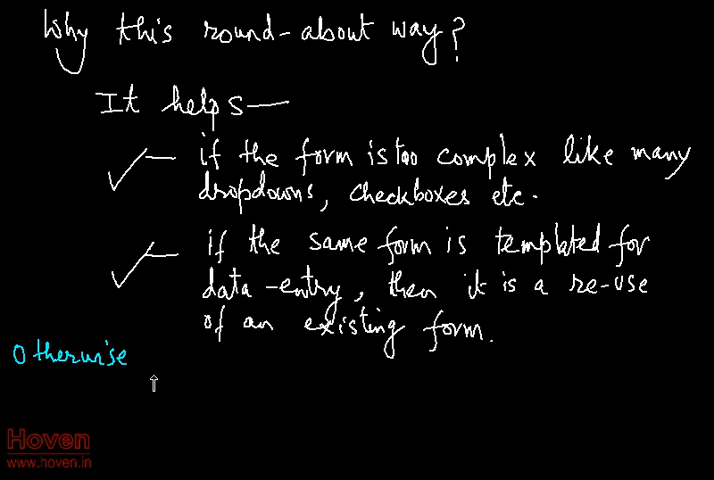 Why this round-about way?
It helps—
if the form is too complex like many
dropdowns, checkboxes etc.
if the same form is templated for
data-entry, then it is a re-use
of an existing form.
Otherwise
Hoven
www.hoven.in